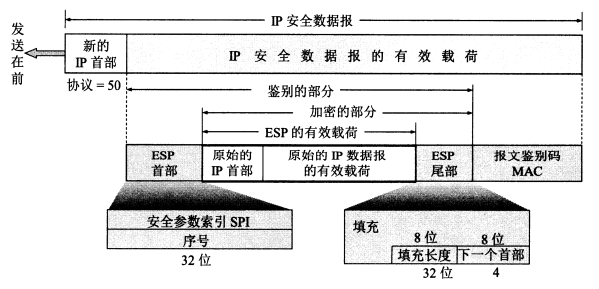 IP 安全数据报
发送在前
新的 IP 首部
IP 安全数据报的有效载荷
协议 = 50
鉴别的部分
加密的部分
ESP 的有效载荷
ESP 首部
原始的 IP 首部
原始的 IP 数据报的有效载荷
ESP 尾部
报文鉴别码 MAC
安全参数索引 SPI
序号
32 位
填充
8 位
8 位
填充长度
下一个首部
32 位
4